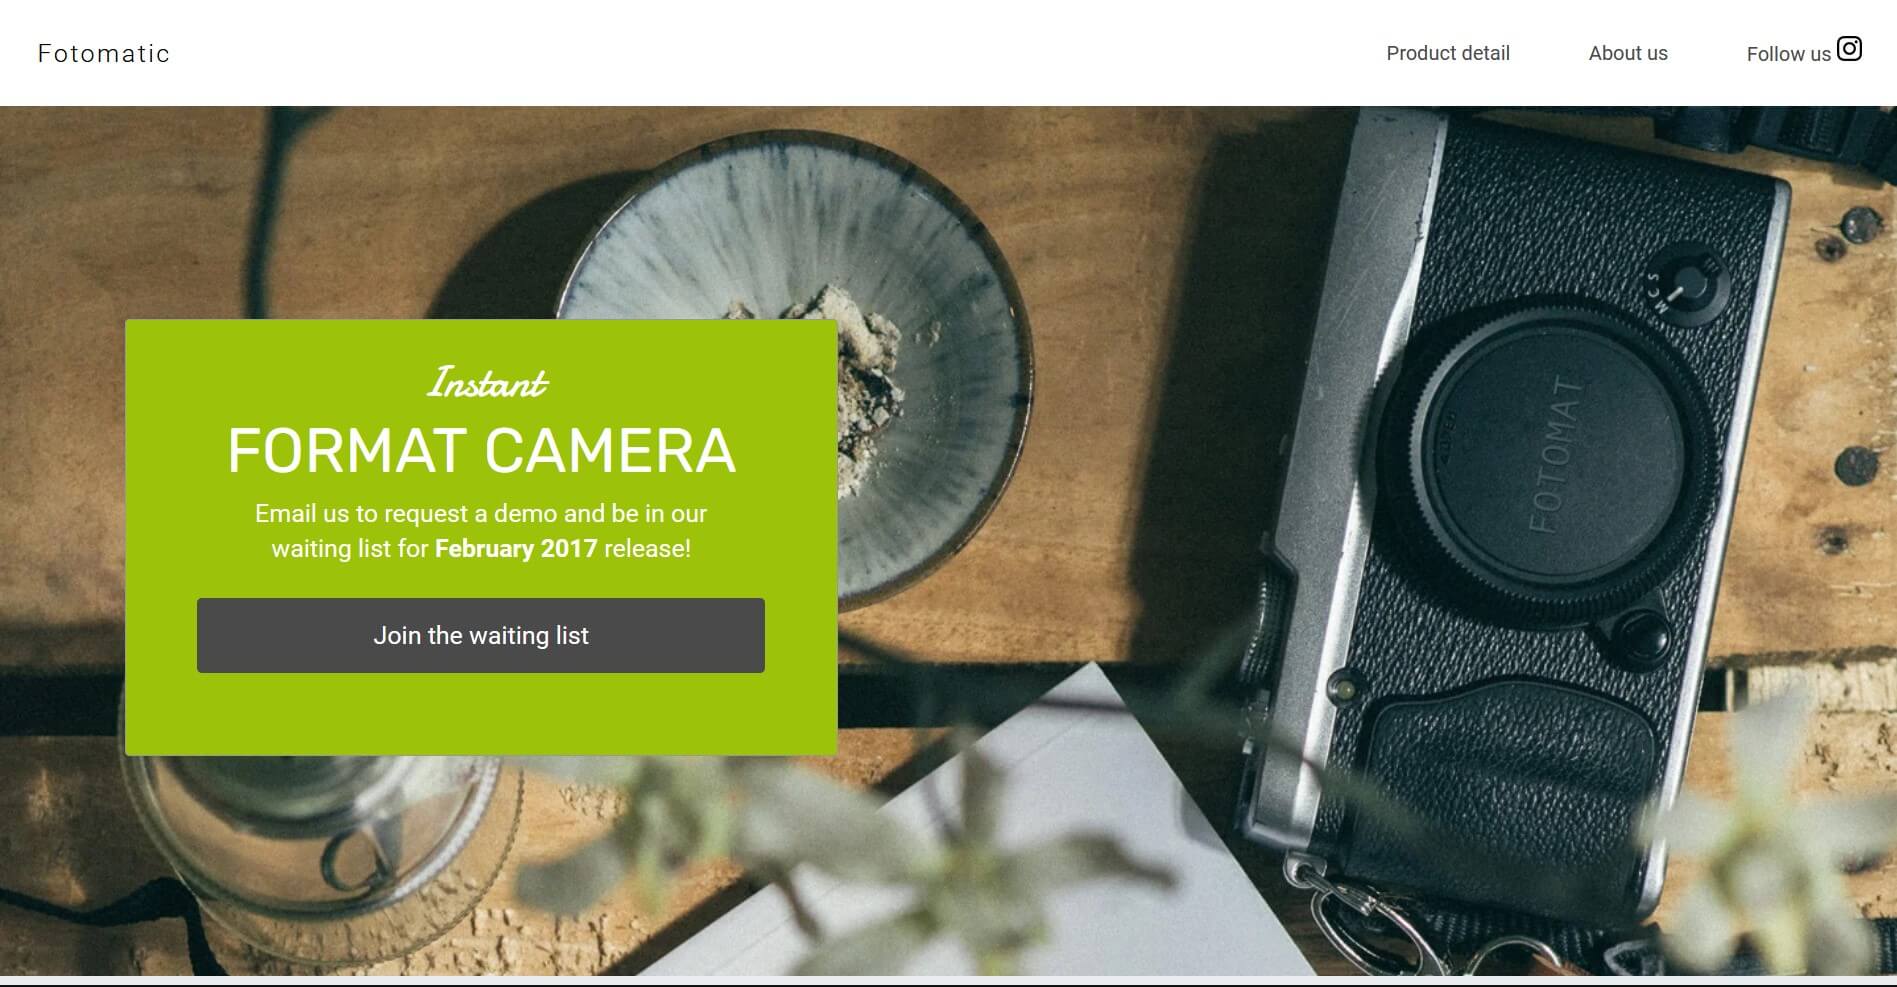 Fotomatic
Product detail
About us
Follow us
Instant
FORMAT CAMERA
Email us to request a demo and be in our
waiting list for February 2017 release!
Join the waiting list
M C S
FOTOMAT